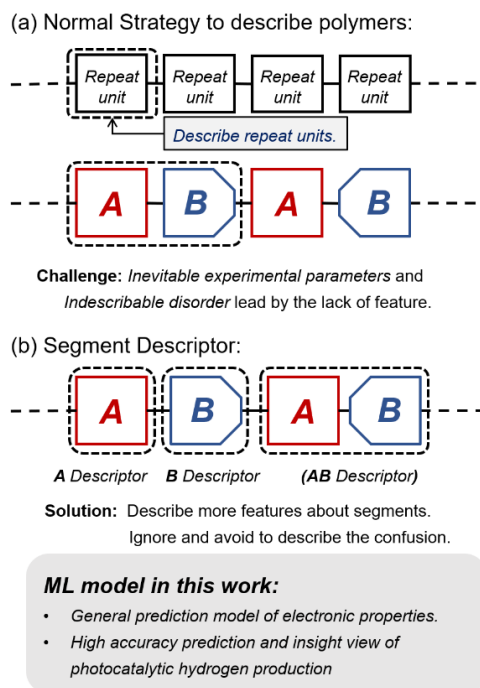 (a) Normal Strategy to describe polymers:
Repeat unit
Repeat unit
Repeat unit
Repeat unit
Describe repeat units.
A B A B
Challenge: Inevitable experimental parameters and
Indescribable disorder lead by the lack of feature.
(b) Segment Descriptor:
A B A B
A Descriptor B Descriptor (AB Descriptor)
Solution: Describe more features about segments.
Ignore and avoid to describe the confusion.
ML model in this work:
• General prediction model of electronic properties.
• High accuracy prediction and insight view of
photocatalytic hydrogen production